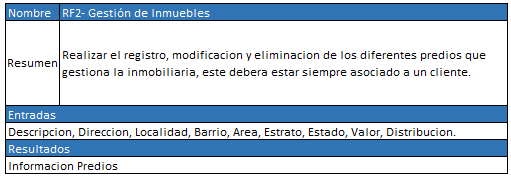 Nombre RF2- Gestión de Inmuebles
Resumen Realizar el registro, modificacion y eliminacion de los diferentes predios que
gestiona la inmobiliaria, este debera estar siempre asociado a un cliente.
Entradas
Descripcion, Direccion, Localidad, Barrio, Area, Estrato, Estado, Valor, Distribucion.
Resultados
Informacion Predios